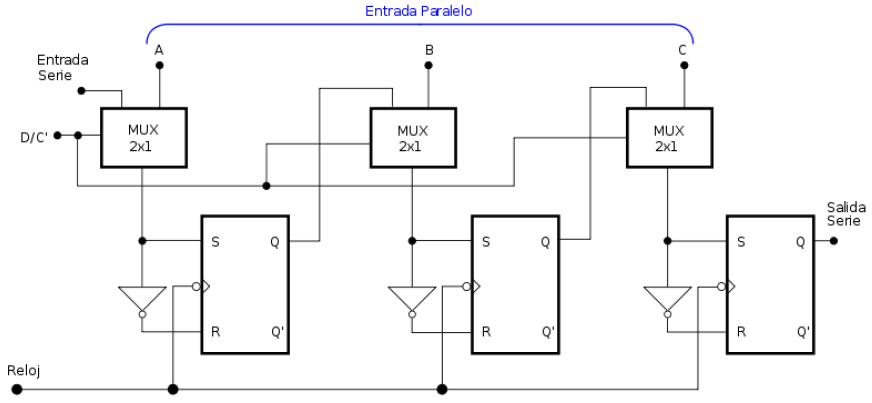 Entrada Paralelo
A
B
C
Entrada
Serie
D/C'
MUX
2x1
MUX
2x1
MUX
2x1
S
Q
R
Q'
S
Q
R
Q'
S
Q
R
Q'
Salida
Serie
Reloj